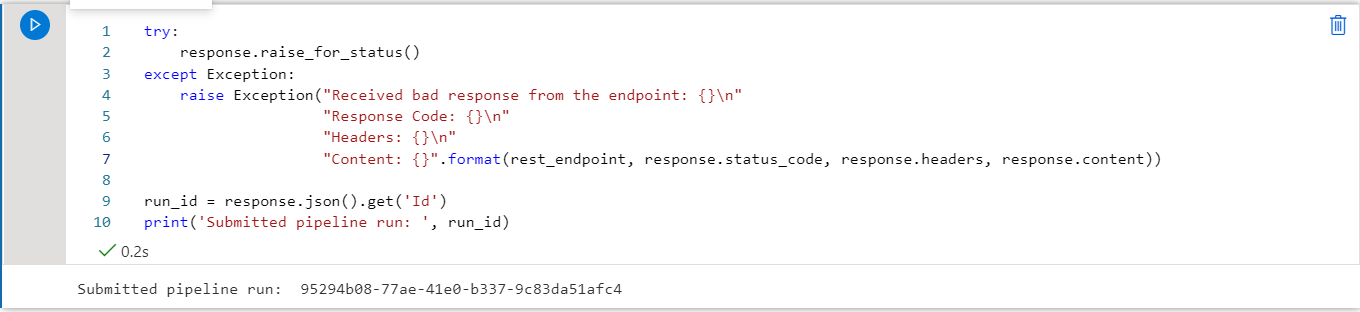 1 try:
2     response.raise_for_status()
3 except Exception:
4     raise Exception("Received bad response from the endpoint: {}\n"
5                     "Response Code: {}\n"
6                     "Headers: {}\n"
7                     "Content: {}".format(rest_endpoint, response.status_code, response.headers, response.content))
8
9 run_id = response.json().get('Id')
10 print('Submitted pipeline run: ', run_id)
0.2s
Submitted pipeline run:  95294b08-77ae-41e0-b337-9c83da51afc4